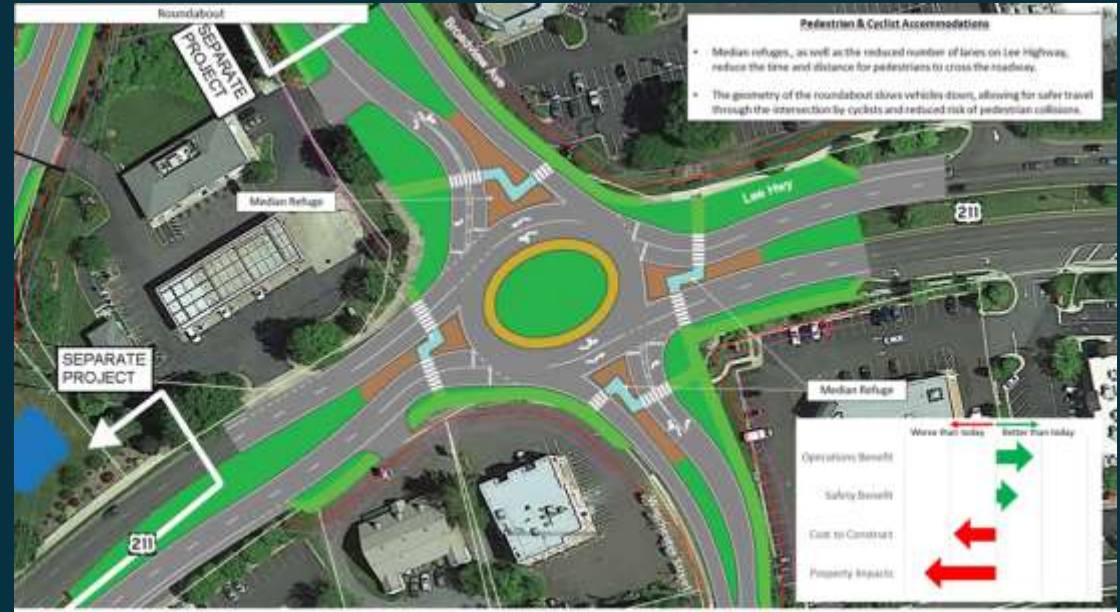 Roundabout
SEPARATE
PROJECT
Broadview Ave
Pedestrian & Cyclist Accommodations
• Median refuges, as well as the reduced number of lanes on Lee Highway,
reduce the time and distance for pedestrians to cross the roadway.
• The geometry of the roundabout slows vehicles down, allowing for safer travel
through the intersection by cyclists and reduced risk of pedestrian collisions.
Median Refuge
Lee Hwy
211
SEPARATE
PROJECT
Median Refuge
211
Worse than today
Better than today
Operations Benefit
Safety Benefit
Cost to Construct
Property Impacts